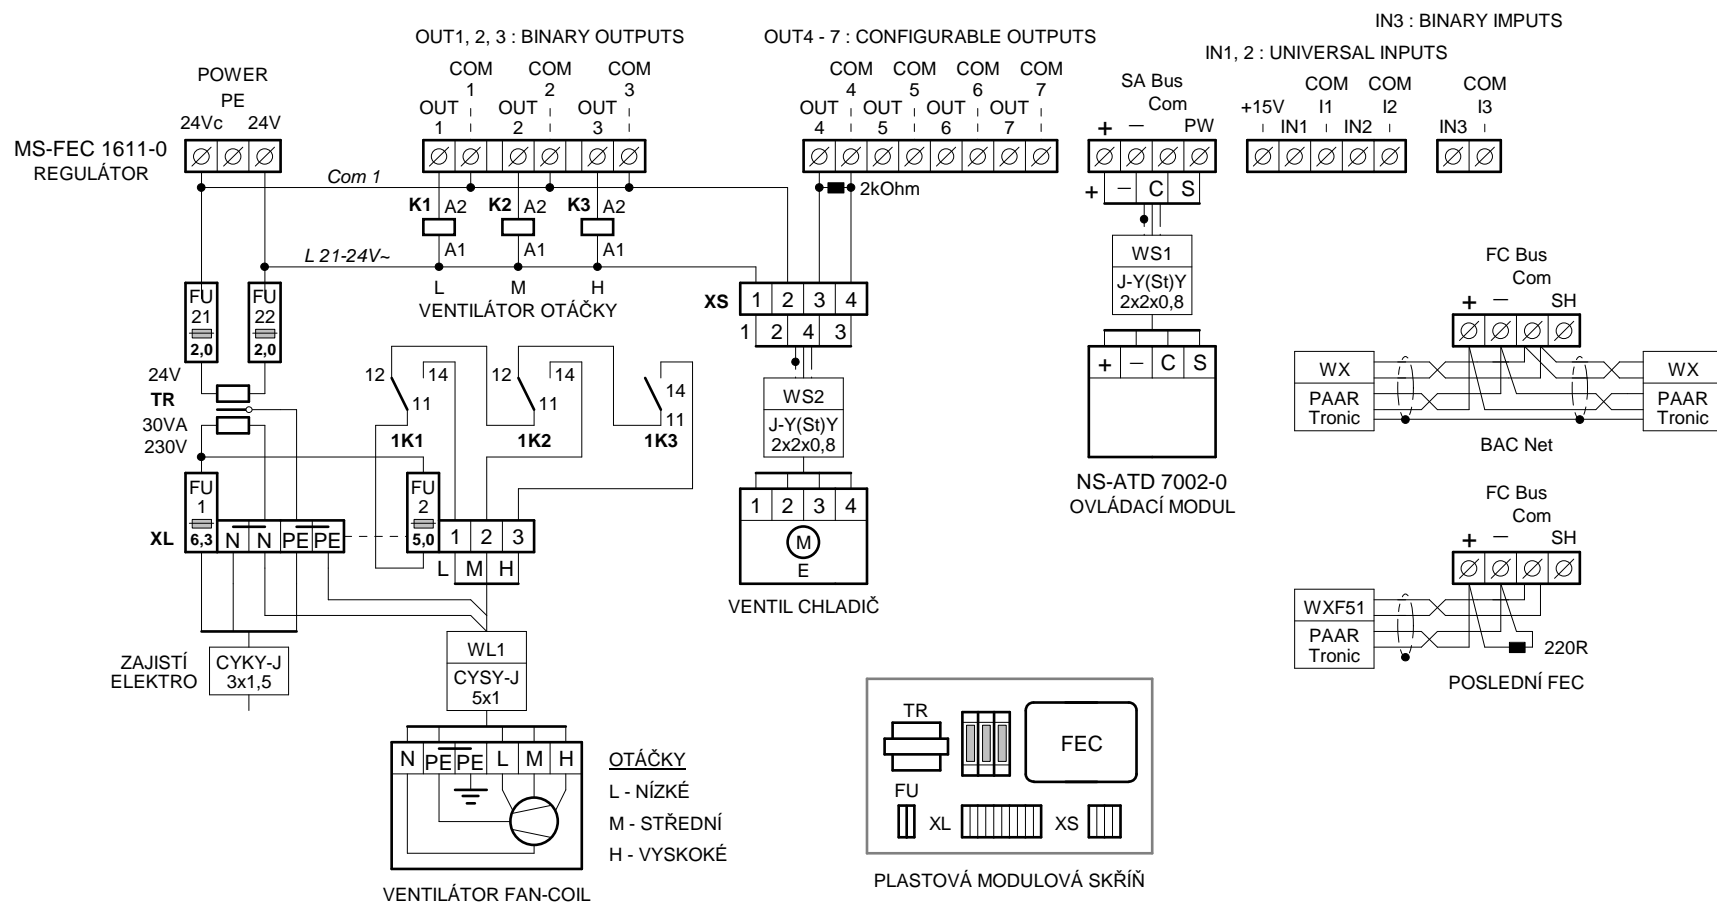 IN3 : BINARY IMPUTS
OUT1, 2, 3 : BINARY OUTPUTS
OUT4 - 7 : CONFIGURABLE OUTPUTS
IN1, 2 : UNIVERSAL INPUTS
POWER
PE
24Vc 24V
COM COM COM
1 2 3
OUT OUT OUT
1 2 3
COM COM COM COM
4 5 6 7
OUT OUT OUT OUT
4 5 6 7
SA Bus
Com
+ − PW
COM COM
+15V I1 I2
IN1 IN2
COM
I3
IN3
MS-FEC 1611-0
REGULÁTOR
Com 1
K1 A2 K2 A2 K3 A2
A1 A1 A1
L 21-24V~
L M H
VENTILÁTOR OTÁČKY
2kOhm
+ − C S
WS1
J-Y(St)Y
2x2x0,8
+ − C S
NS-ATD 7002-0
OVLÁDACÍ MODUL
FU FU
21 22
2,0 2,0
24V
TR
30VA
230V
XS 1 2 3 4
1 2 4 3
WS2
J-Y(St)Y
2x2x0,8
1 2 3 4
M
E
VENTIL CHLADIČ
12 14 12 14 14
11 11 11
1K1 1K2 1K3
FU FU
1 2
XL 6,3 N N PE PE 5,0 1 2 3
L M H
ZAJISTÍ
ELEKTRO
CYKY-J
3x1,5
WL1
CYSY-J
5x1
N PE PE L M H
VENTILÁTOR FAN-COIL
OTÁČKY
L - NÍZKÉ
M - STŘEDNÍ
H - VYSKOKÉ
TR
FEC
FU
XL XS
PLASTOVÁ MODULOVÁ SKŘÍŇ
FC Bus
Com
+ − SH
WX WX
PAAR PAAR
Tronic Tronic
BAC Net
FC Bus
Com
+ − SH
WXF51
PAAR
Tronic
220R
POSLEDNÍ FEC